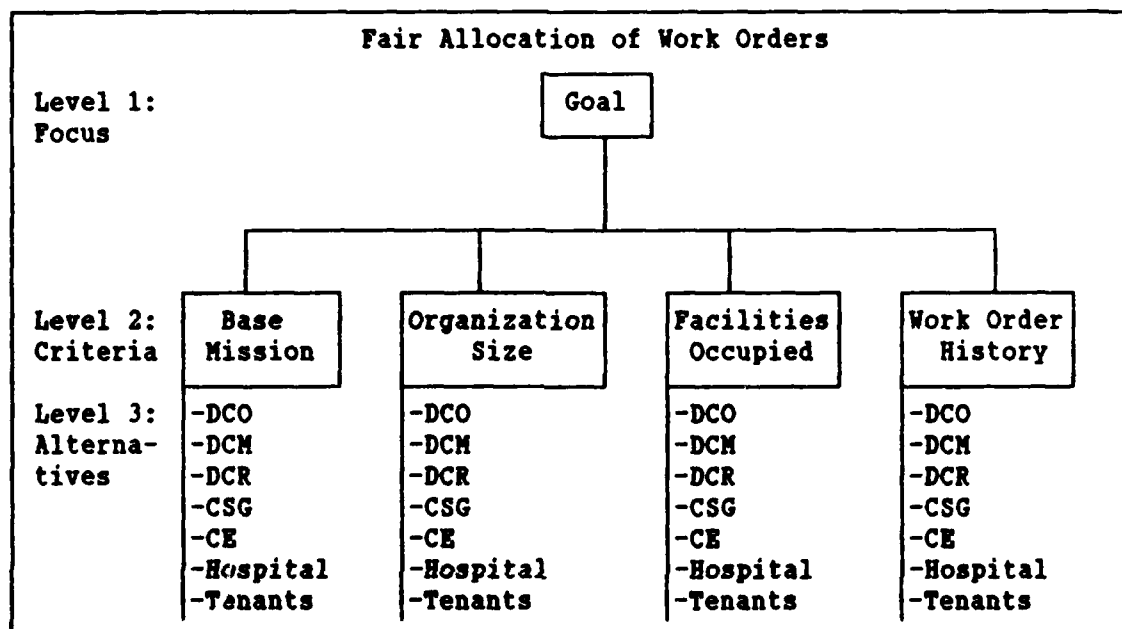 Fair Allocation of Work Orders
Level 1:
Focus
Goal
Level 2:
Criteria
Base
Mission
Organization
Size
Facilities
Occupied
Work Order
History
Level 3:
Alterna-
tives
-DCO
-DCM
-DCR
-CSG
-CE
-Hospital
-Tenants
-DCO
-DCM
-DCR
-CSG
-CE
-Hospital
-Tenants
-DCO
-DCM
-DCR
-CSG
-CE
-Hospital
-Tenants
-DCO
-DCM
-DCR
-CSG
-CE
-Hospital
-Tenants